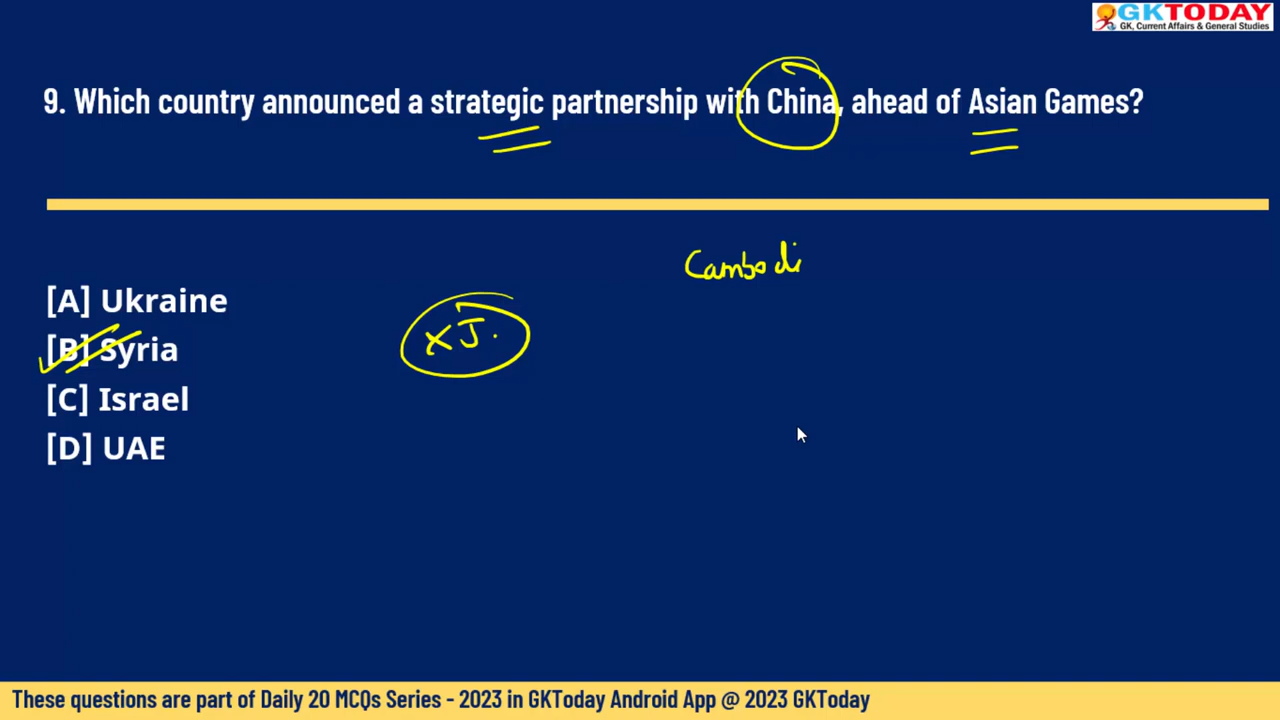 GKTODAY
GK, Current Affairs & General Studies
9. Which country announced a strategic partnership with China, ahead of Asian Games?
Cambodi
[A] Ukraine
XJ.
[B] Syria
[C] Israel
[D] UAE
These questions are part of Daily 20 MCQs Series - 2023 in GKToday Android App @ 2023 GKToday